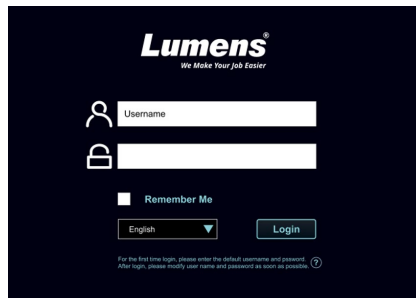 Lumens®
We Make Your Job Easier
Username
Remember Me
English
Login
For the first time login, please enter the default username and psword.
After login, please modify user name and password as soon as possible. ?